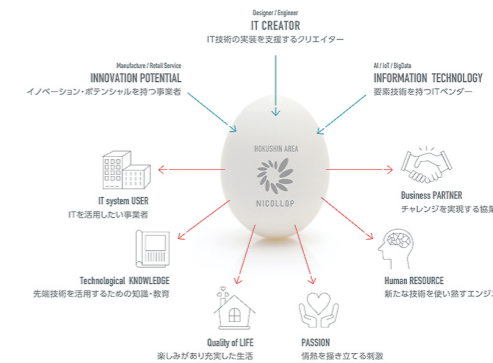 Designer / Engineer
IT CREATOR
IT技術の実装を支援するクリエイター
Manufacture / Retail Service
INNOVATION POTENTIAL
イノベーション・ポテンシャルを持つ事業者
AI / IoT / BigData
INFORMATION TECHNOLOGY
要素技術を持つITベンダー
HOKUSHIN AREA
NICOLLOP
IT system USER
ITを活用したい事業者
Business PARTNER
チャレンジを実現する協業
Technological KNOWLEDGE
先端技術を活用するための知識・教育
Human RESOURCE
新たな技術を使い熟すエンジ
Quality of LIFE
楽しみがあり充実した生活
PASSION
情熱を掻き立てる刺激